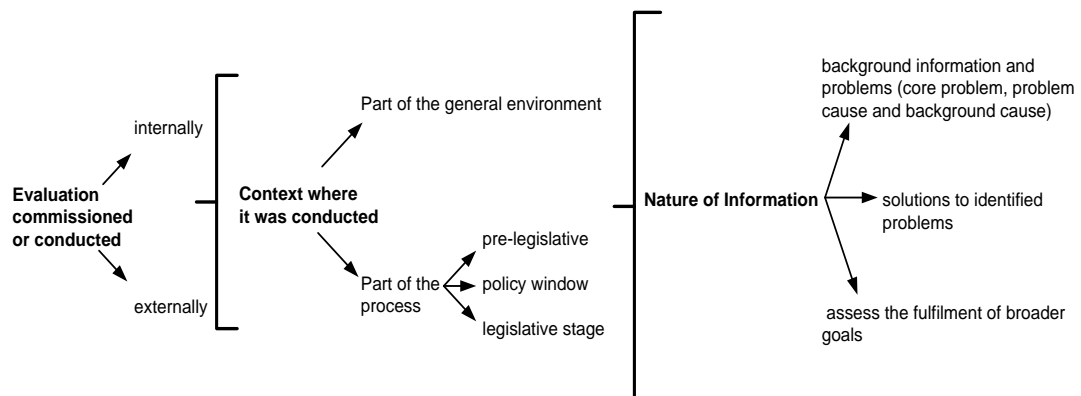 Evaluation
commissioned
or conducted
internally
externally
Context where
it was conducted
Part of the general environment
Part of the
process
pre-legislative
policy window
legislative stage
Nature of Information
background information and
problems (core problem, problem
cause and background cause)
solutions to identified
problems
assess the fulfilment of broader
goals